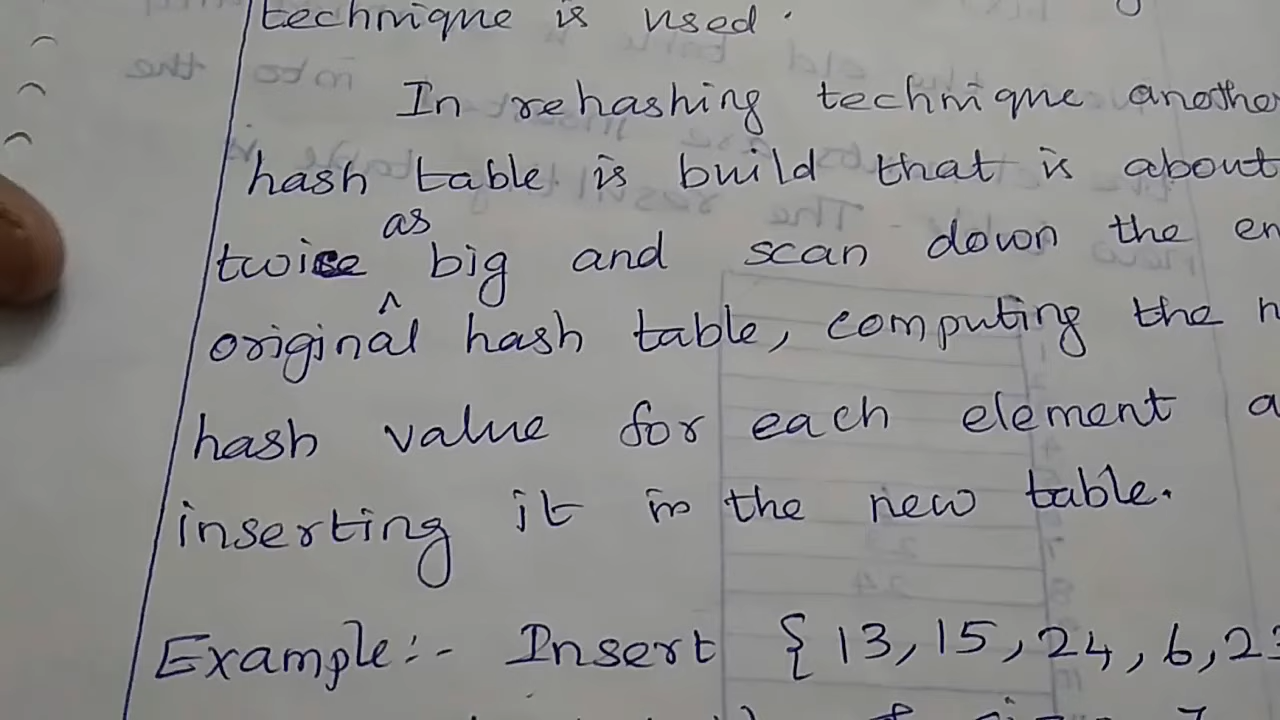 technique is used.
In rehashing technique another
hash table is build that is about
twice as big and scan down the en
original hash table, computing the n
hash value for each element a
inserting it in the new table.
Example:- Insert {13, 15, 24, 6, 23